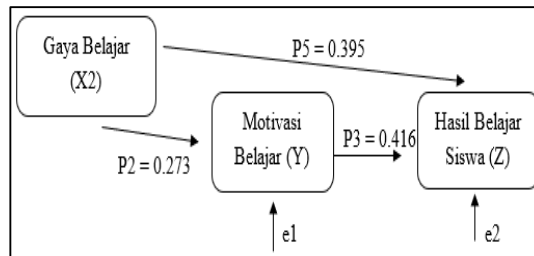 Gaya Belajar
(X2)
P5 = 0.395
Motivasi
Belajar (Y)
P3 = 0.416
Hasil Belajar
Siswa (Z)
P2 = 0.273
e1
e2